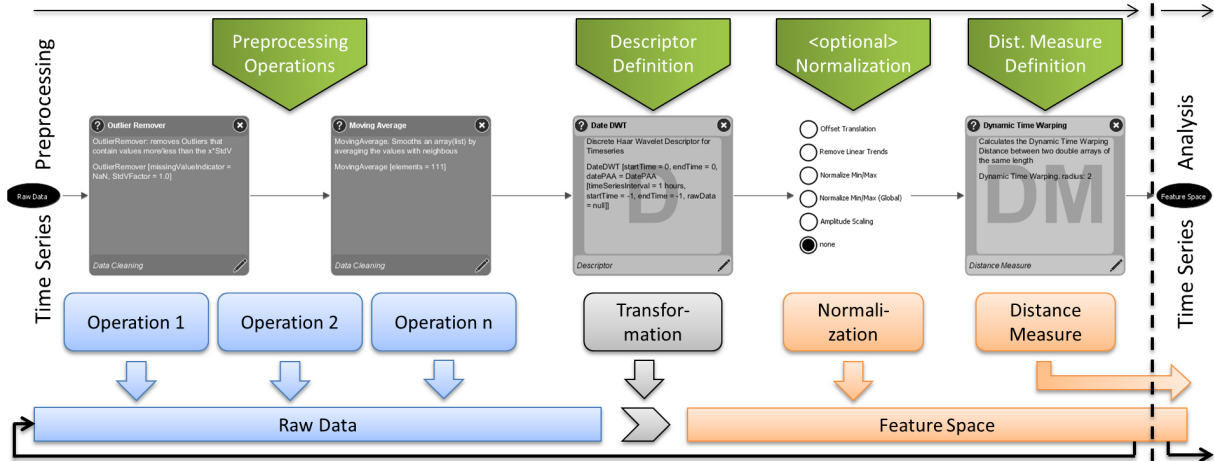 Preprocessing
Operations
Descriptor
Definition
<optional>
Normalization
Dist. Measure
Definition
Time Series Preprocessing
Time Series Analysis
Raw Data
? Outlier Remover
OutlierRemover: removes Outliers that
contain values more/less than the x*StdV
OutlierRemover [missingValueIndicator =
NaN, StdVFactor = 1.0]
Data Cleaning
? Moving Average
MovingAverage. Smooths an array(list) by
averaging the values with neighbous
MovingAverage [elements = 111]
Data Cleaning
? Date DWT
D
Discrete Haar Wavelet Descriptor for
Timeseries
DateDWT [startTime = 0, endTime = 0,
datePAA = DatePAA
[timeSeriesInterval = 1 hours,
startTime = -1, endTime = -1, rawData
= null]]
Descriptor
Offset Translation
Remove Linear Trends
Normalize Min/Max
Normalize Min/Max (Global)
Amplitude Scaling
none
? Dynamic Time Warping
DM
Calculates the Dynamic Time Warping
Distance between two double arrays of
the same length
Dynamic Time Warping. radius: 2
Distance Measure
Feature Space
Operation 1
Operation 2
Operation n
Transfor-
mation
Normali-
zation
Distance
Measure
Raw Data
Feature Space